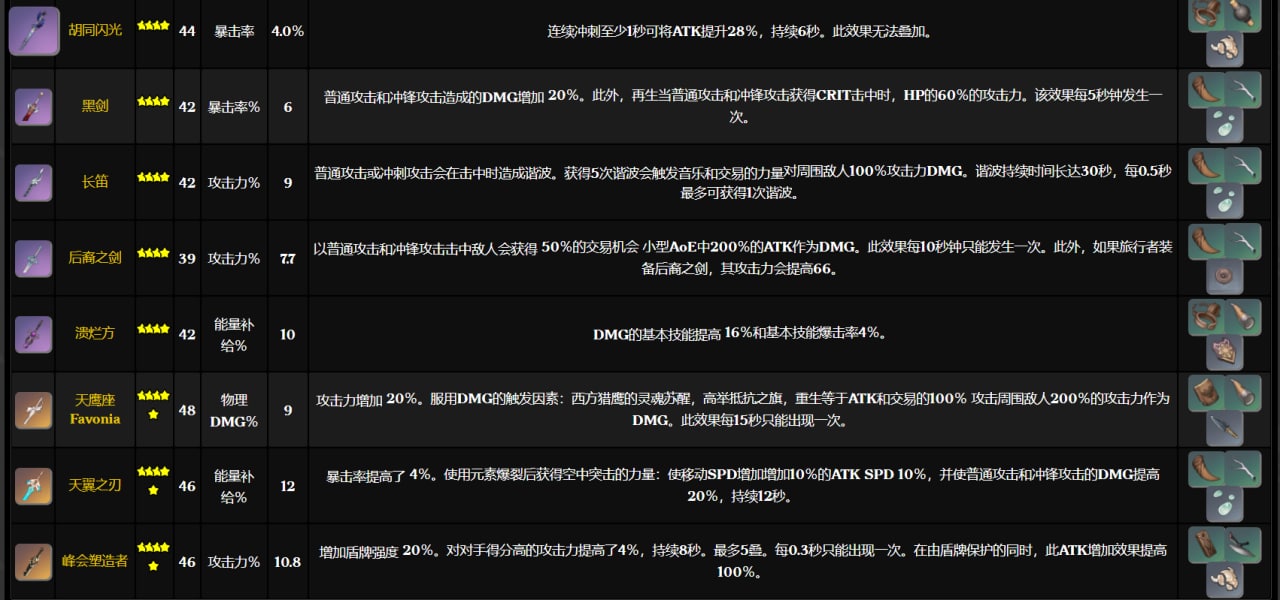 胡同闪光 44 暴击率 4.0% 连续冲刺至少1秒可将ATK提升28%，持续6秒。此效果无法叠加。
黑剑 42 暴击率% 6 普通攻击和冲锋攻击造成的DMG增加 20%。此外，再生当普通攻击和冲锋攻击获得CRIT击中时，HP的60%的攻击力。该效果每5秒钟发生一
次。
长笛 42 攻击力% 9 普通攻击或冲刺攻击会在击中时造成谐波。获得5次谐波会触发音乐和交易的力量对周围敌人100%攻击力DMG。谐波持续时间长达30秒，每0.5秒
最多可获得1次谐波。
后裔之剑 39 攻击力% 7.7 以普通攻击和冲锋攻击击中敌人会获得 50%的交易机会 小型AoE中200%的ATK作为DMG。此效果每10秒钟只能发生一次。此外，如果旅行者装
备后裔之剑，其攻击力会提高66。
溃烂方 42 能量补
给% 10 DMG的基本技能提高 16%和基本技能爆击率4%。
天鹰座
Favonia 48 物理
DMG% 9 攻击力增加 20%。服用DMG的触发因素：西方猎鹰的灵魂苏醒，高举抵抗之旗，重生等于ATK和交易的100% 攻击周围敌人200%的攻击力作为
DMG。此效果每15秒只能出现一次。
天翼之刃 46 能量补
给% 12 暴击率提高了 4%。使用元素爆裂后获得空中突击的力量：使移动SPD增加增加10%的ATK SPD 10%，并使普通攻击和冲锋攻击的DMG提高
20%，持续12秒。
峰会塑造者 46 攻击力% 10.8 增加盾牌强度 20%。对对手得分高的攻击力提高了4%，持续8秒。最多5叠。每0.3秒只能出现一次。在由盾牌保护的同时，此ATK增加效果提高
100%。